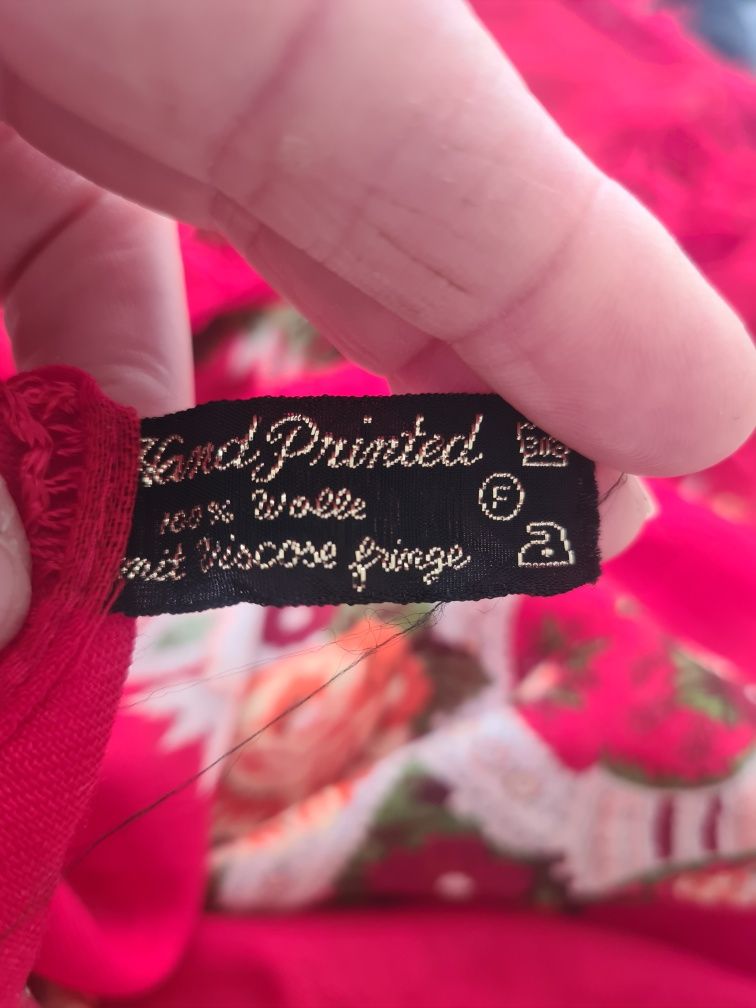 Hand Printed
100% Wolle
F
mit Viscose fringe